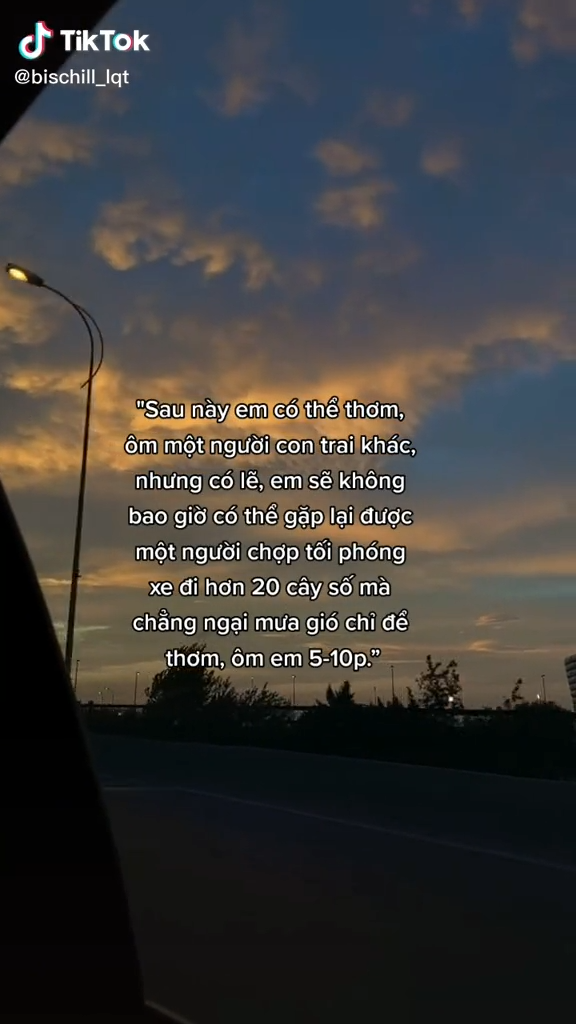 TikTok
@bischill_lqt
"Sau này em có thể thơm,
ôm một người con trai khác,
nhưng có lẽ, em sẽ không
bao giờ có thể gặp lại được
một người chợp tối phóng
xe đi hơn 20 cây số mà
chẳng ngại mưa gió chỉ để
thơm, ôm em 5-10p.”